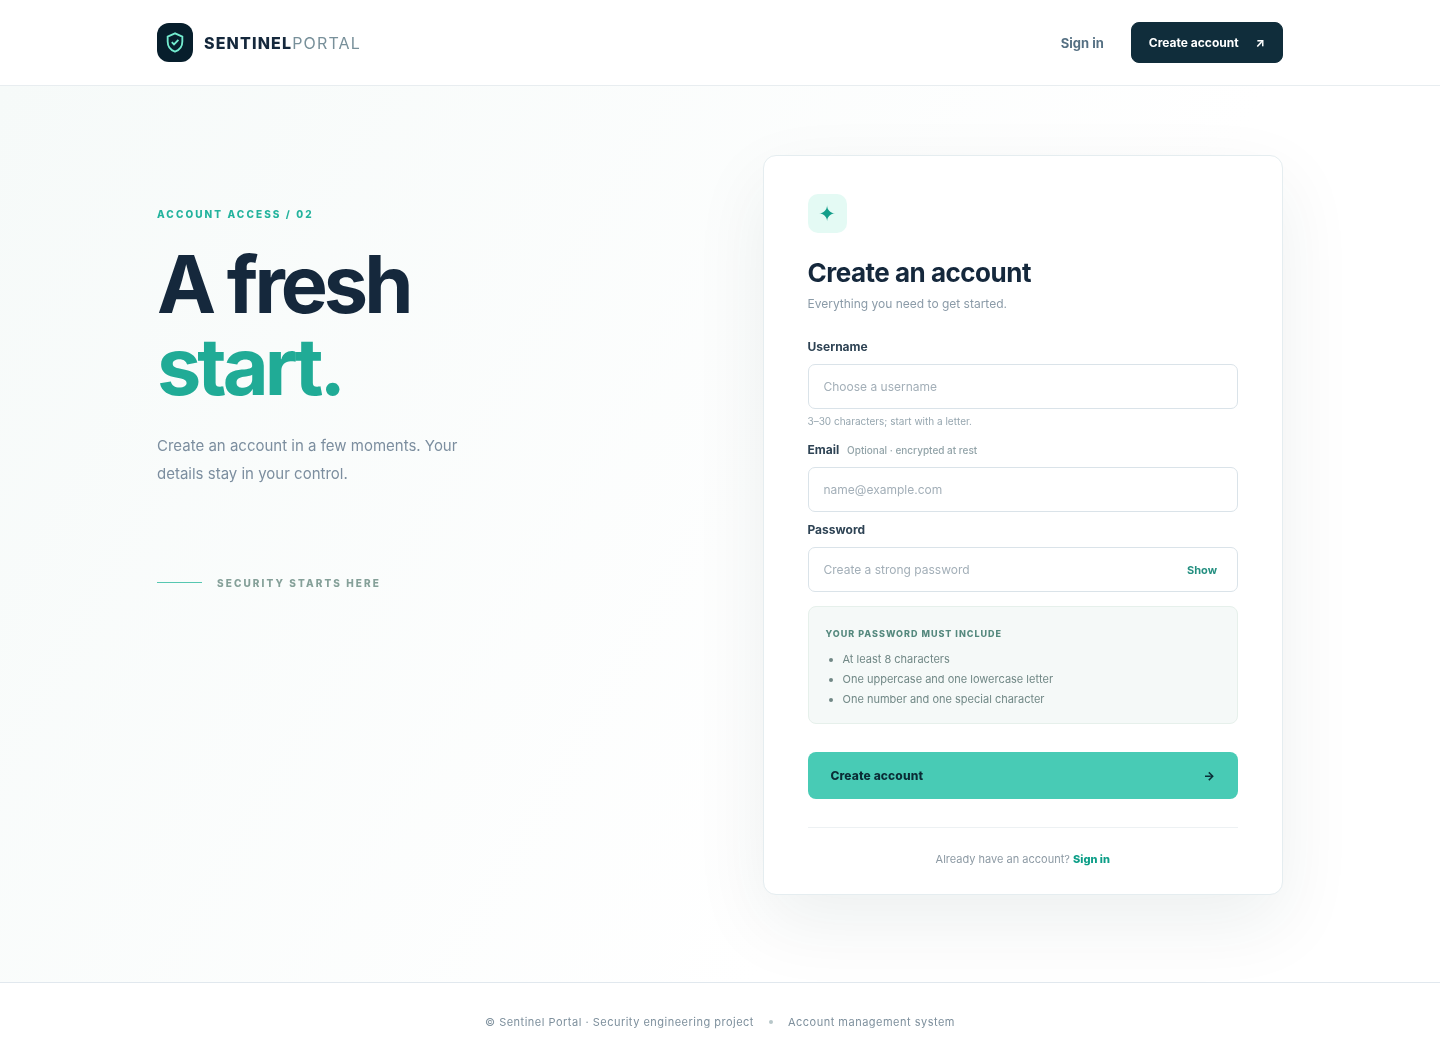 SENTINELPORTAL
Sign in
Create account ↗
ACCOUNT ACCESS / 02
A fresh
start.
Create an account in a few moments. Your
details stay in your control.
SECURITY STARTS HERE
Create an account
Everything you need to get started.
Username
Choose a username
3–30 characters; start with a letter.
Email Optional · encrypted at rest
name@example.com
Password
Create a strong password Show
YOUR PASSWORD MUST INCLUDE
• At least 8 characters
• One uppercase and one lowercase letter
• One number and one special character
Create account →
Already have an account? Sign in
© Sentinel Portal · Security engineering project • Account management system